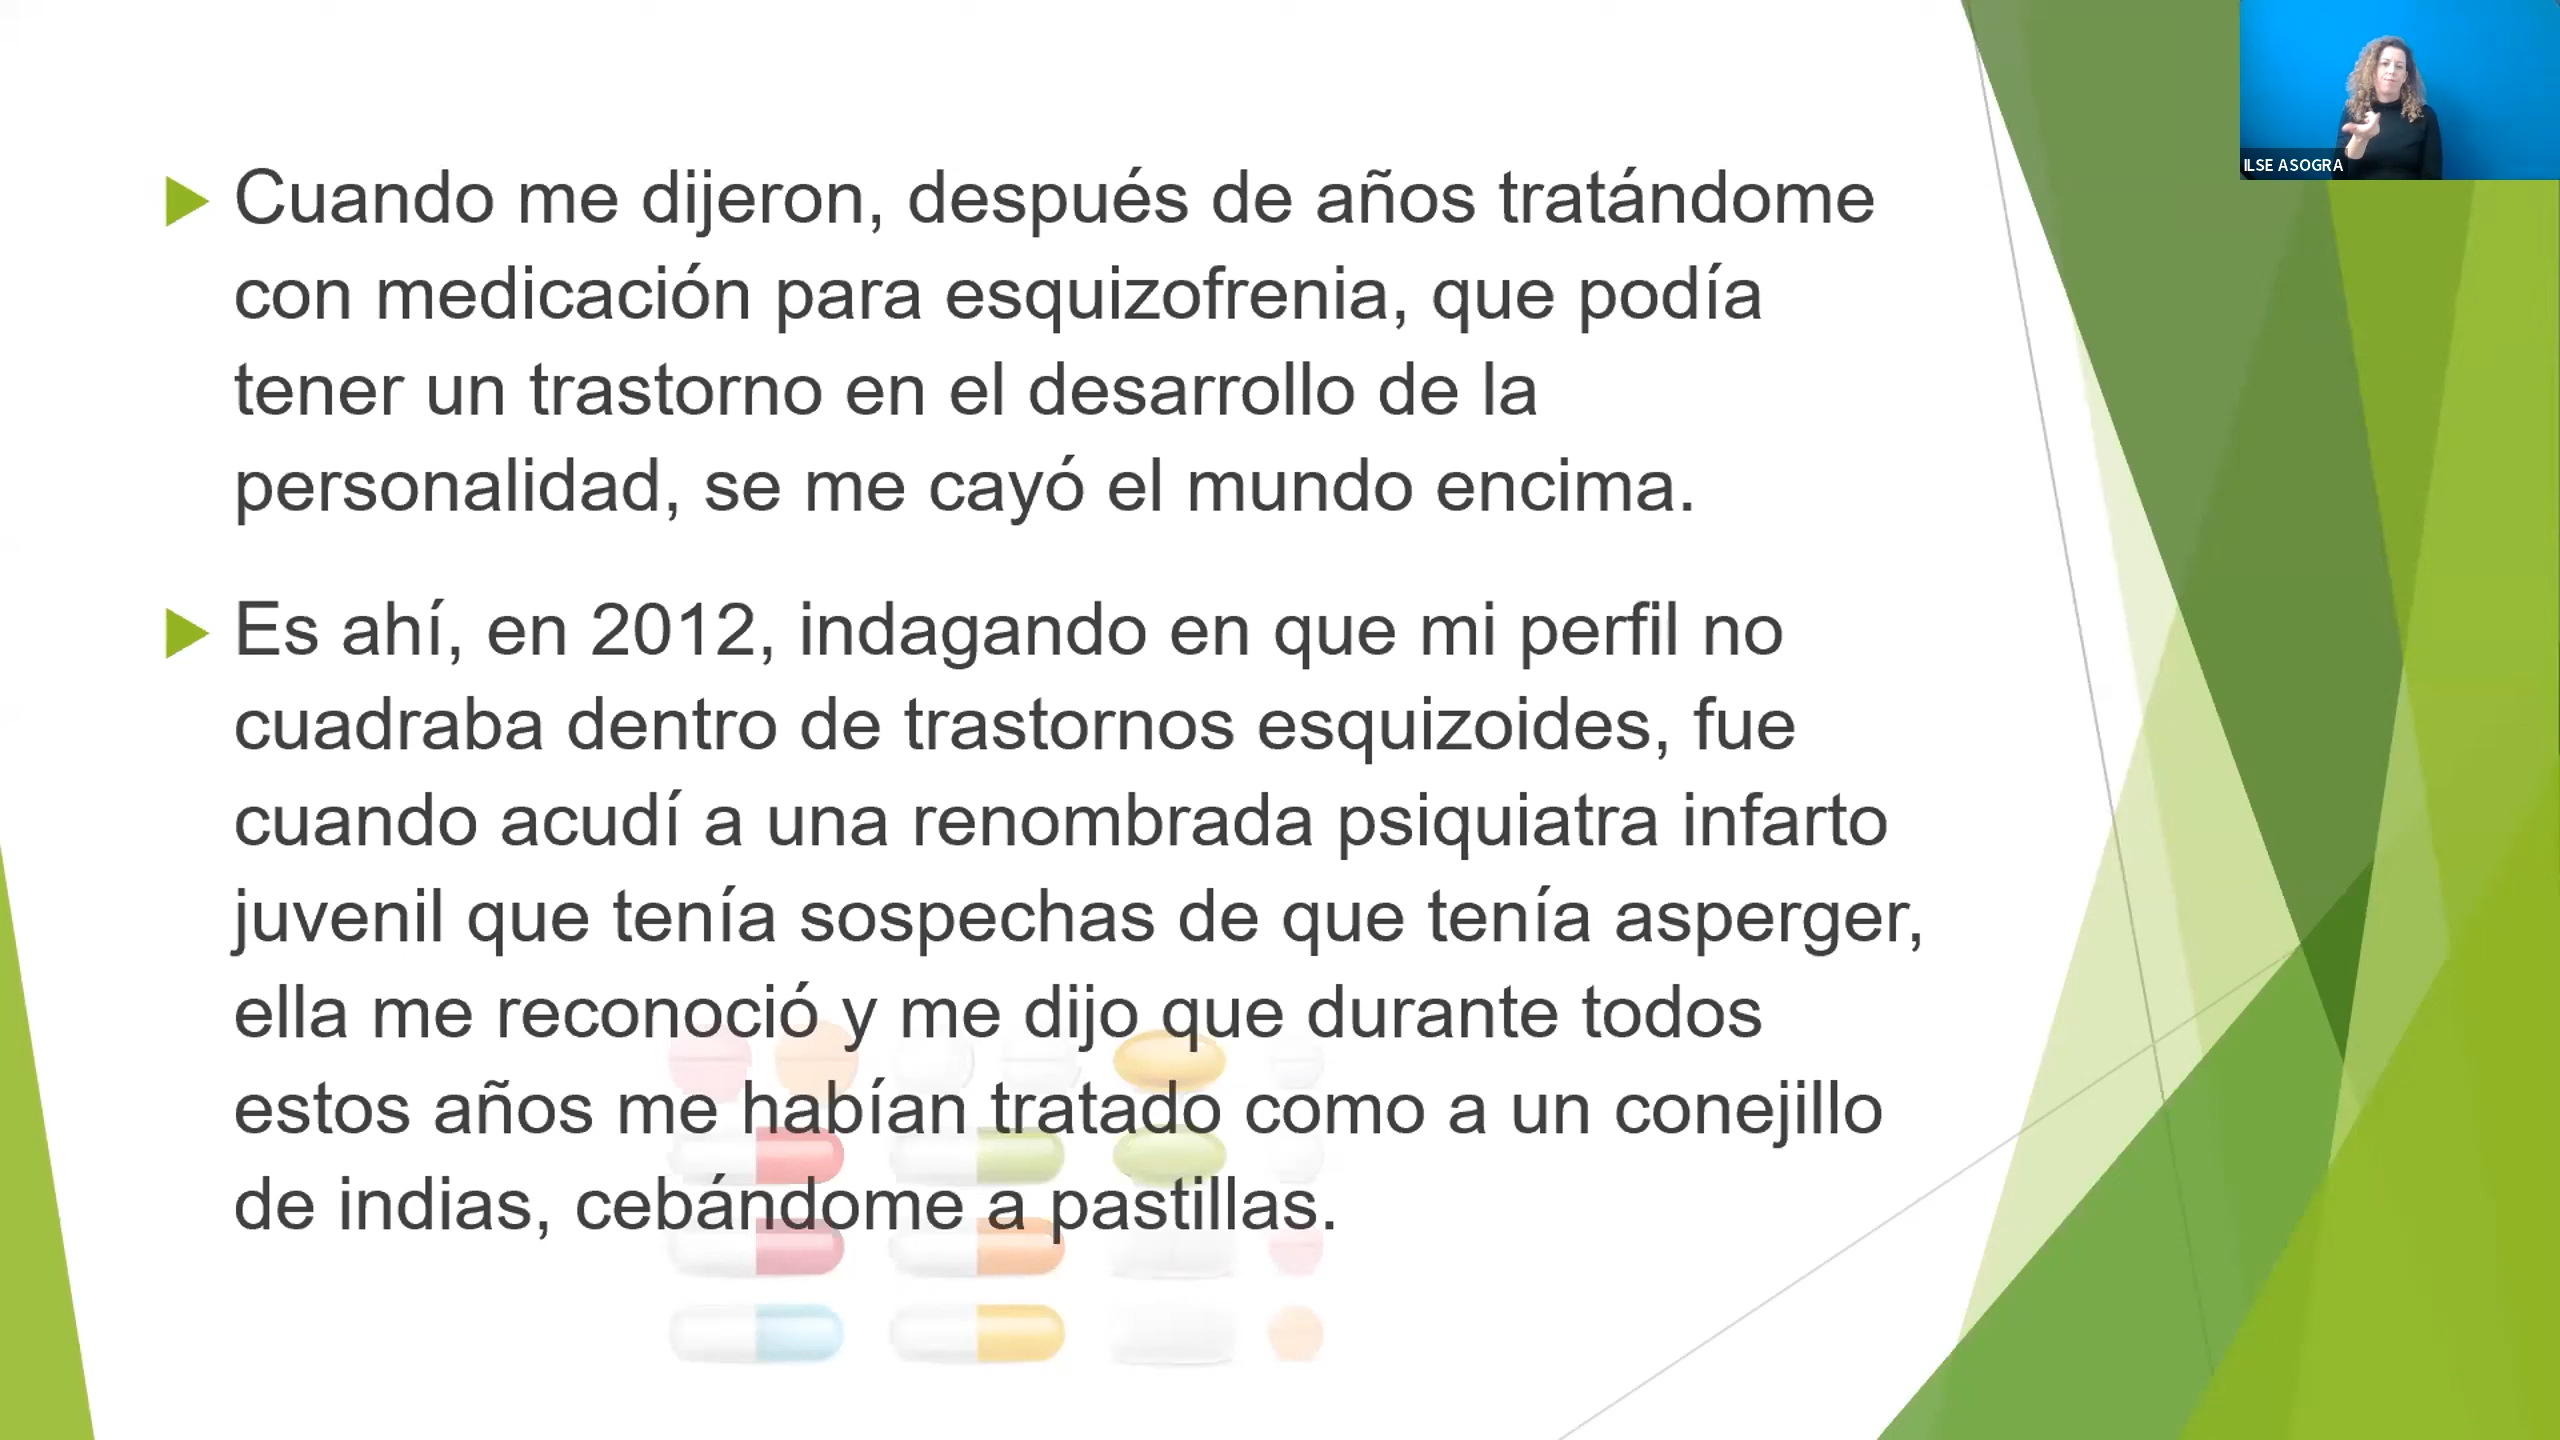 ILSE ASOGRA
Cuando me dijeron, después de años tratándome
con medicación para esquizofrenia, que podía
tener un trastorno en el desarrollo de la
personalidad, se me cayó el mundo encima.
Es ahí, en 2012, indagando en que mi perfil no
cuadraba dentro de trastornos esquizoides, fue
cuando acudí a una renombrada psiquiatra infarto
juvenil que tenía sospechas de que tenía asperger,
ella me reconoció y me dijo que durante todos
estos años me habían tratado como a un conejillo
de indias, cebándome a pastillas.